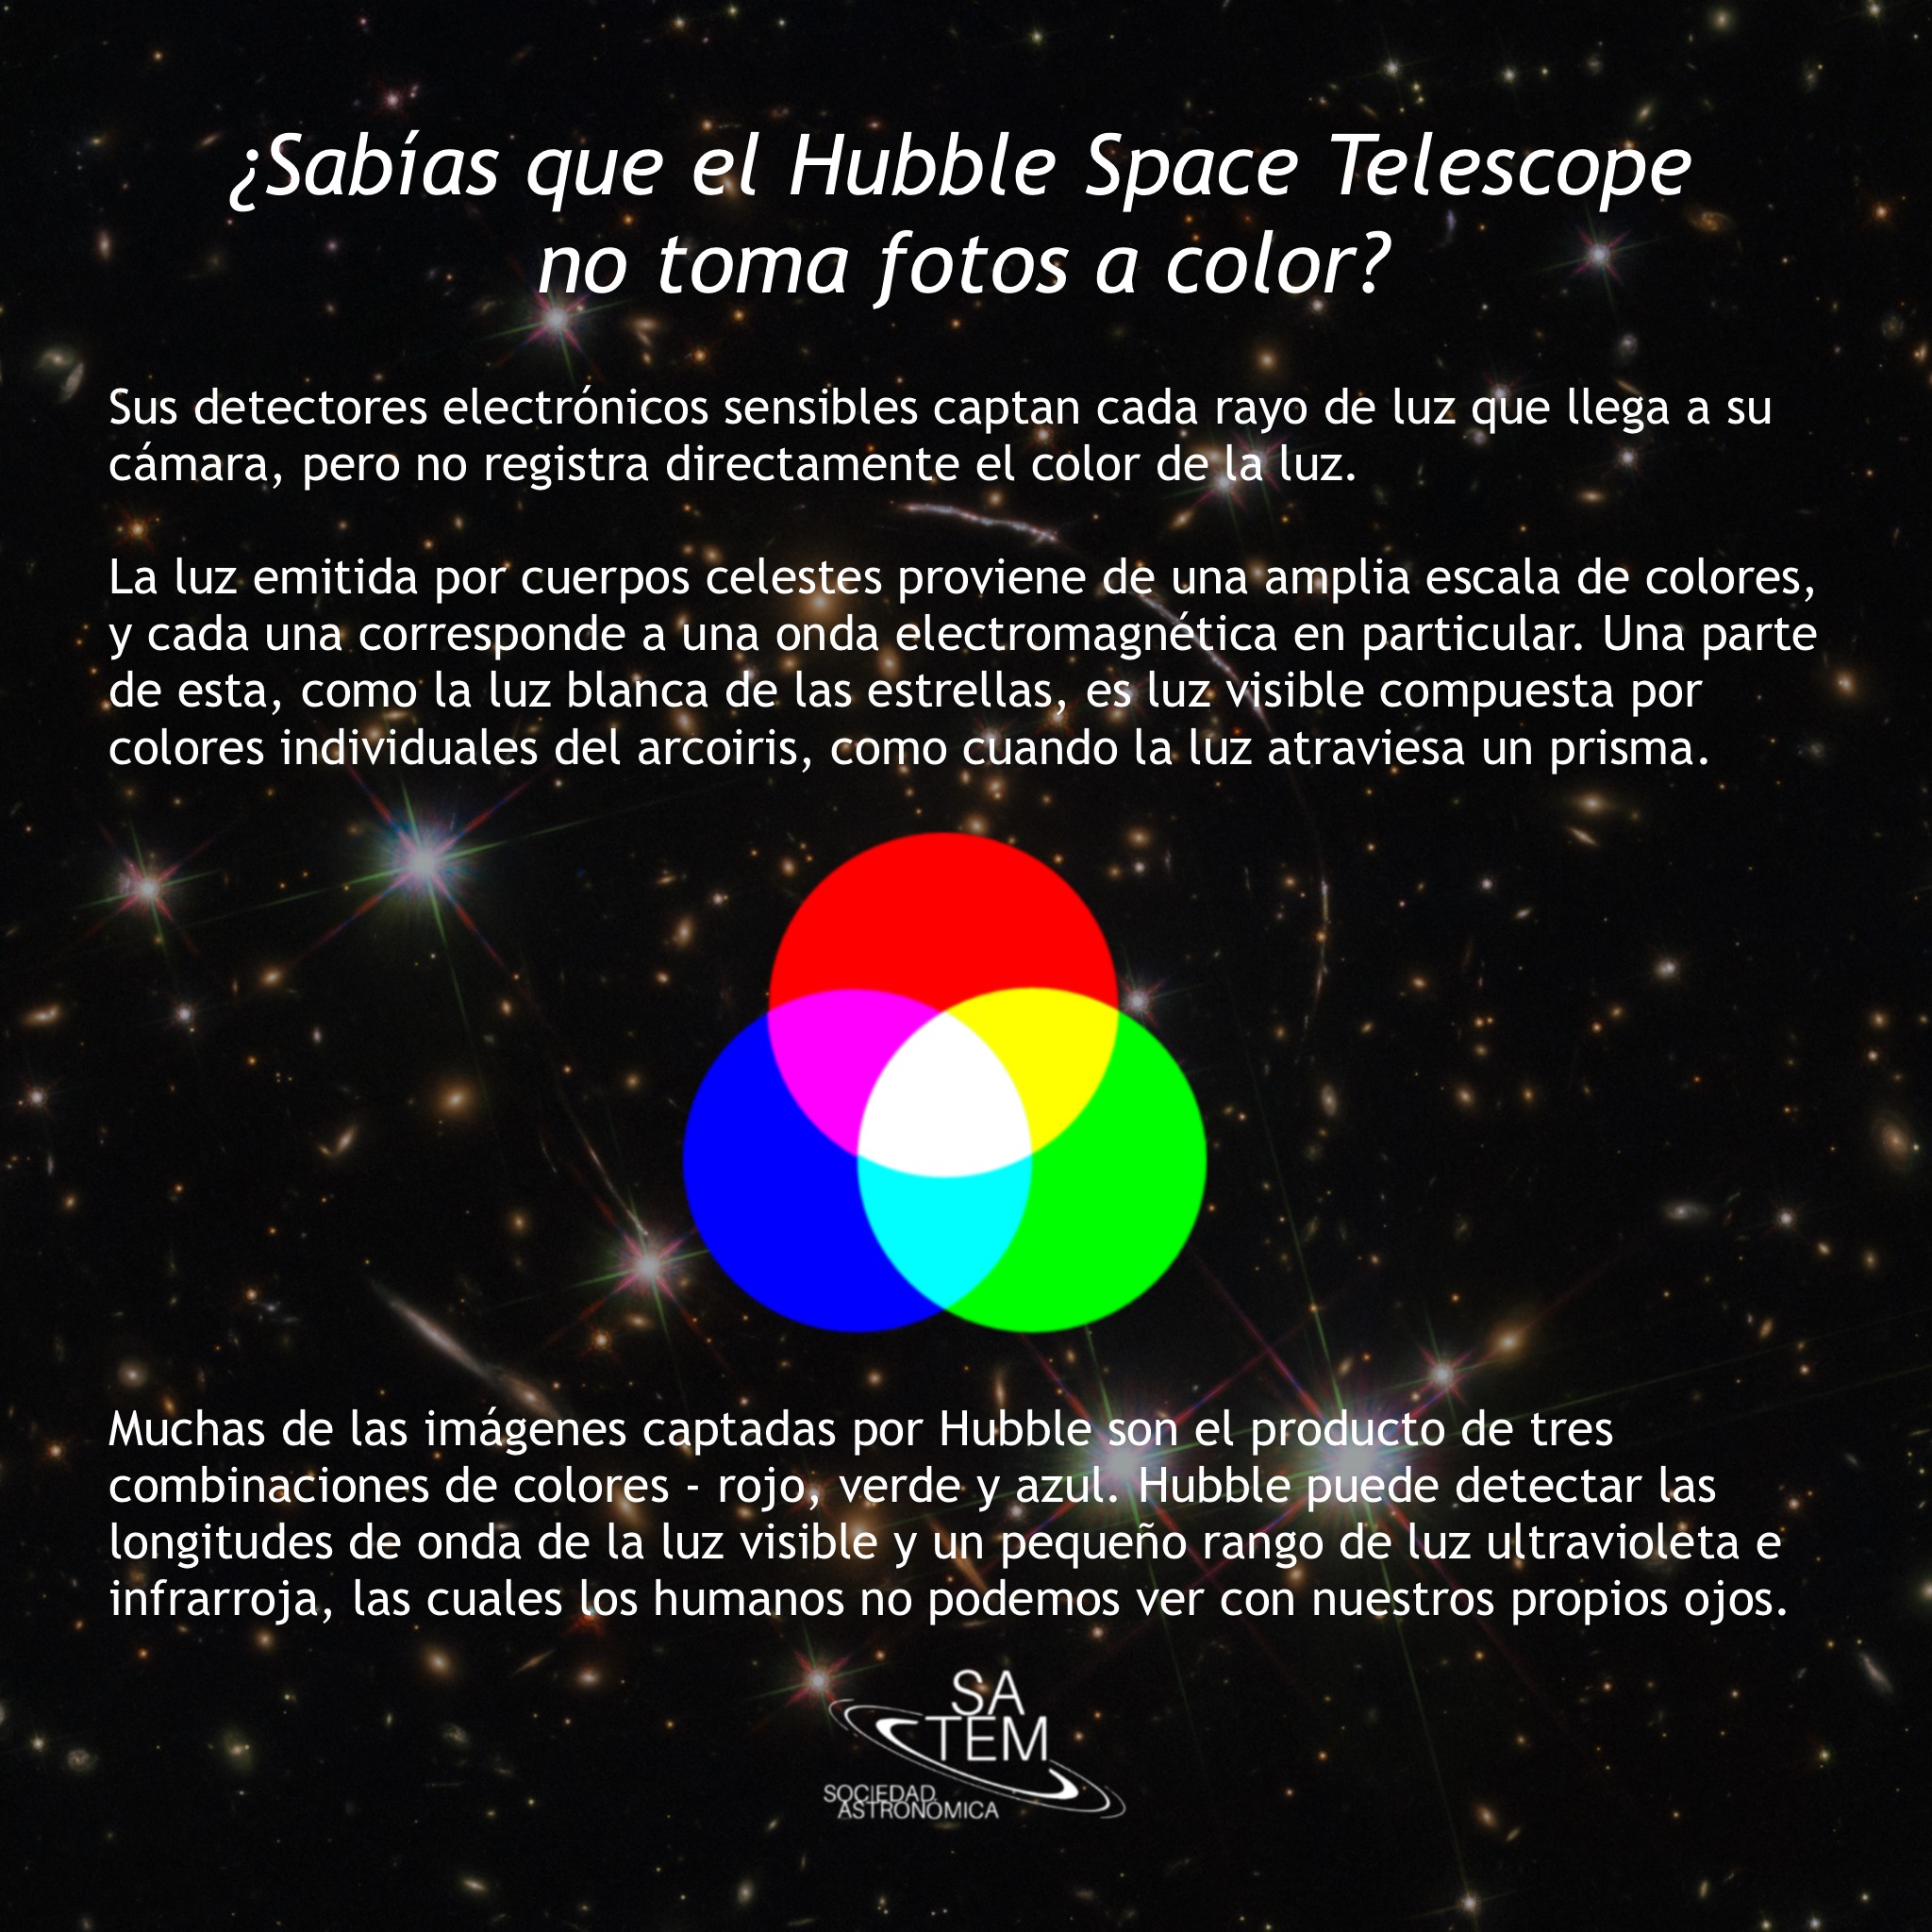 ¿Sabías que el Hubble Space Telescope
no toma fotos a color?
Sus detectores electrónicos sensibles captan cada rayo de luz que llega a su
cámara, pero no registra directamente el color de la luz.
La luz emitida por cuerpos celestes proviene de una amplia escala de colores,
y cada una corresponde a una onda electromagnética en particular. Una parte
de esta, como la luz blanca de las estrellas, es luz visible compuesta por
colores individuales del arcoiris, como cuando la luz atraviesa un prisma.
Muchas de las imágenes captadas por Hubble son el producto de tres
combinaciones de colores - rojo, verde y azul. Hubble puede detectar las
longitudes de onda de la luz visible y un pequeño rango de luz ultravioleta e
infrarroja, las cuales los humanos no podemos ver con nuestros propios ojos.
SA
TEM
SOCIEDAD
ASTRONÓMICA